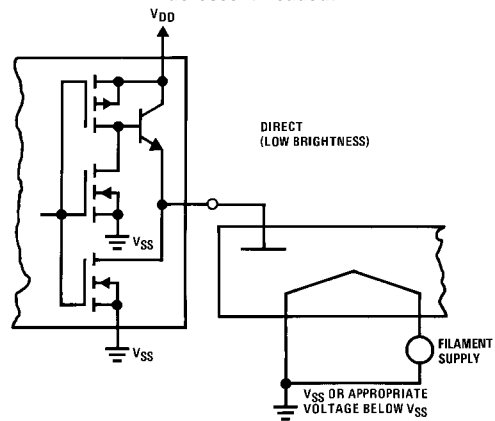 VDD
DIRECT
(LOW BRIGHTNESS)
VSS
VSS
FILAMENT
SUPPLY
VSS OR APPROPRIATE
VOLTAGE BELOW VSS